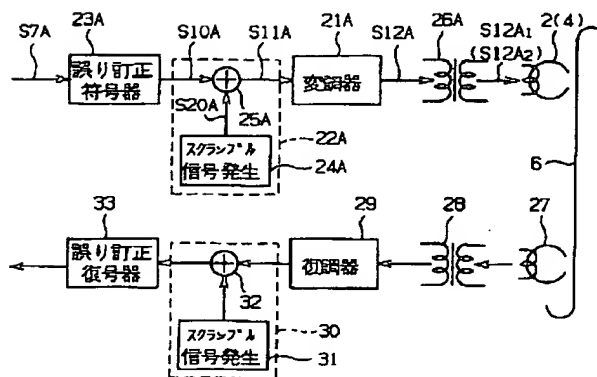 S7A
23A
誤り訂正
符号器
S10A
S11A
25A
S20A
スクランブル
信号発生
24A
22A
21A
変調器
S12A
26A
S12A1
(S12A2)
2(4)
6
33
誤り訂正
復号器
32
スクランブル
信号発生
31
30
29
復調器
28
27